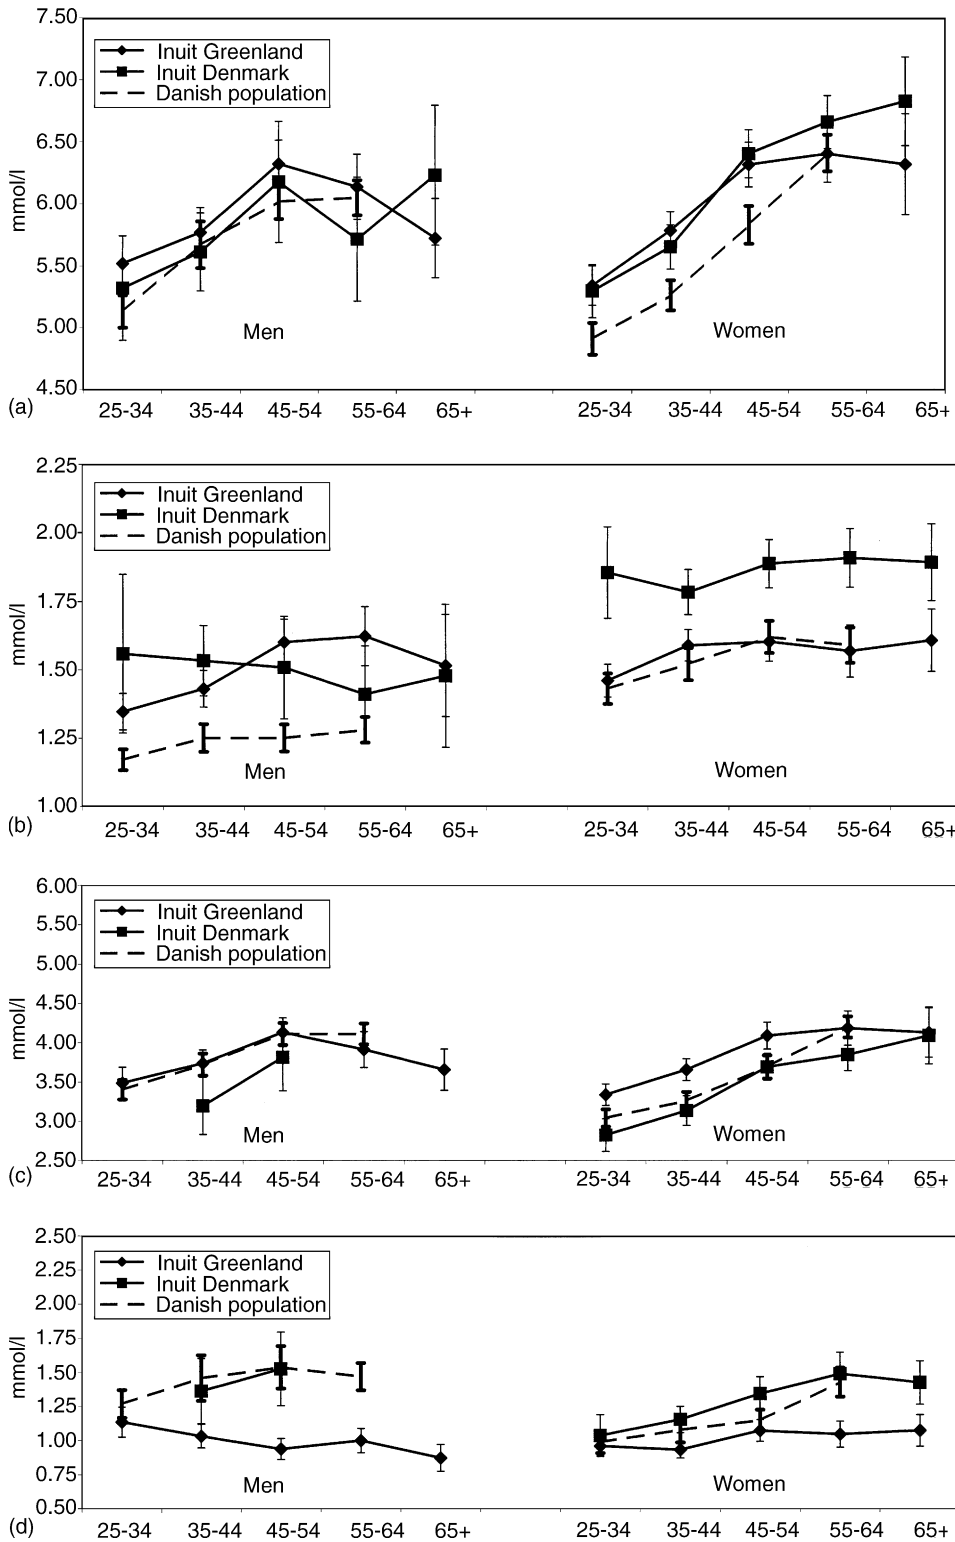 7.50
Inuit Greenland
7.00
Inuit Denmark
Danish population
6.50
mmol/l
6.00
5.50
5.00
Men
Women
4.50
(a)
25-34 35-44 45-54 55-64 65+ 25-34 35-44 45-54 55-64 65+
2.25
Inuit Greenland
Inuit Denmark
2.00
Danish population
mmol/l
1.75
1.50
1.25
Men
Women
1.00
(b)
25-34 35-44 45-54 55-64 65+ 25-34 35-44 45-54 55-64 65+
6.00
Inuit Greenland
5.50
Inuit Denmark
Danish population
5.00
4.50
mmol/l
4.00
3.50
3.00
Men
Women
2.50
(c)
25-34 35-44 45-54 55-64 65+ 25-34 35-44 45-54 55-64 65+
2.50
Inuit Greenland
2.25
Inuit Denmark
2.00
Danish population
1.75
mmol/l
1.50
1.25
1.00
0.75
Men
Women
0.50
(d)
25-34 35-44 45-54 55-64 65+ 25-34 35-44 45-54 55-64 65+